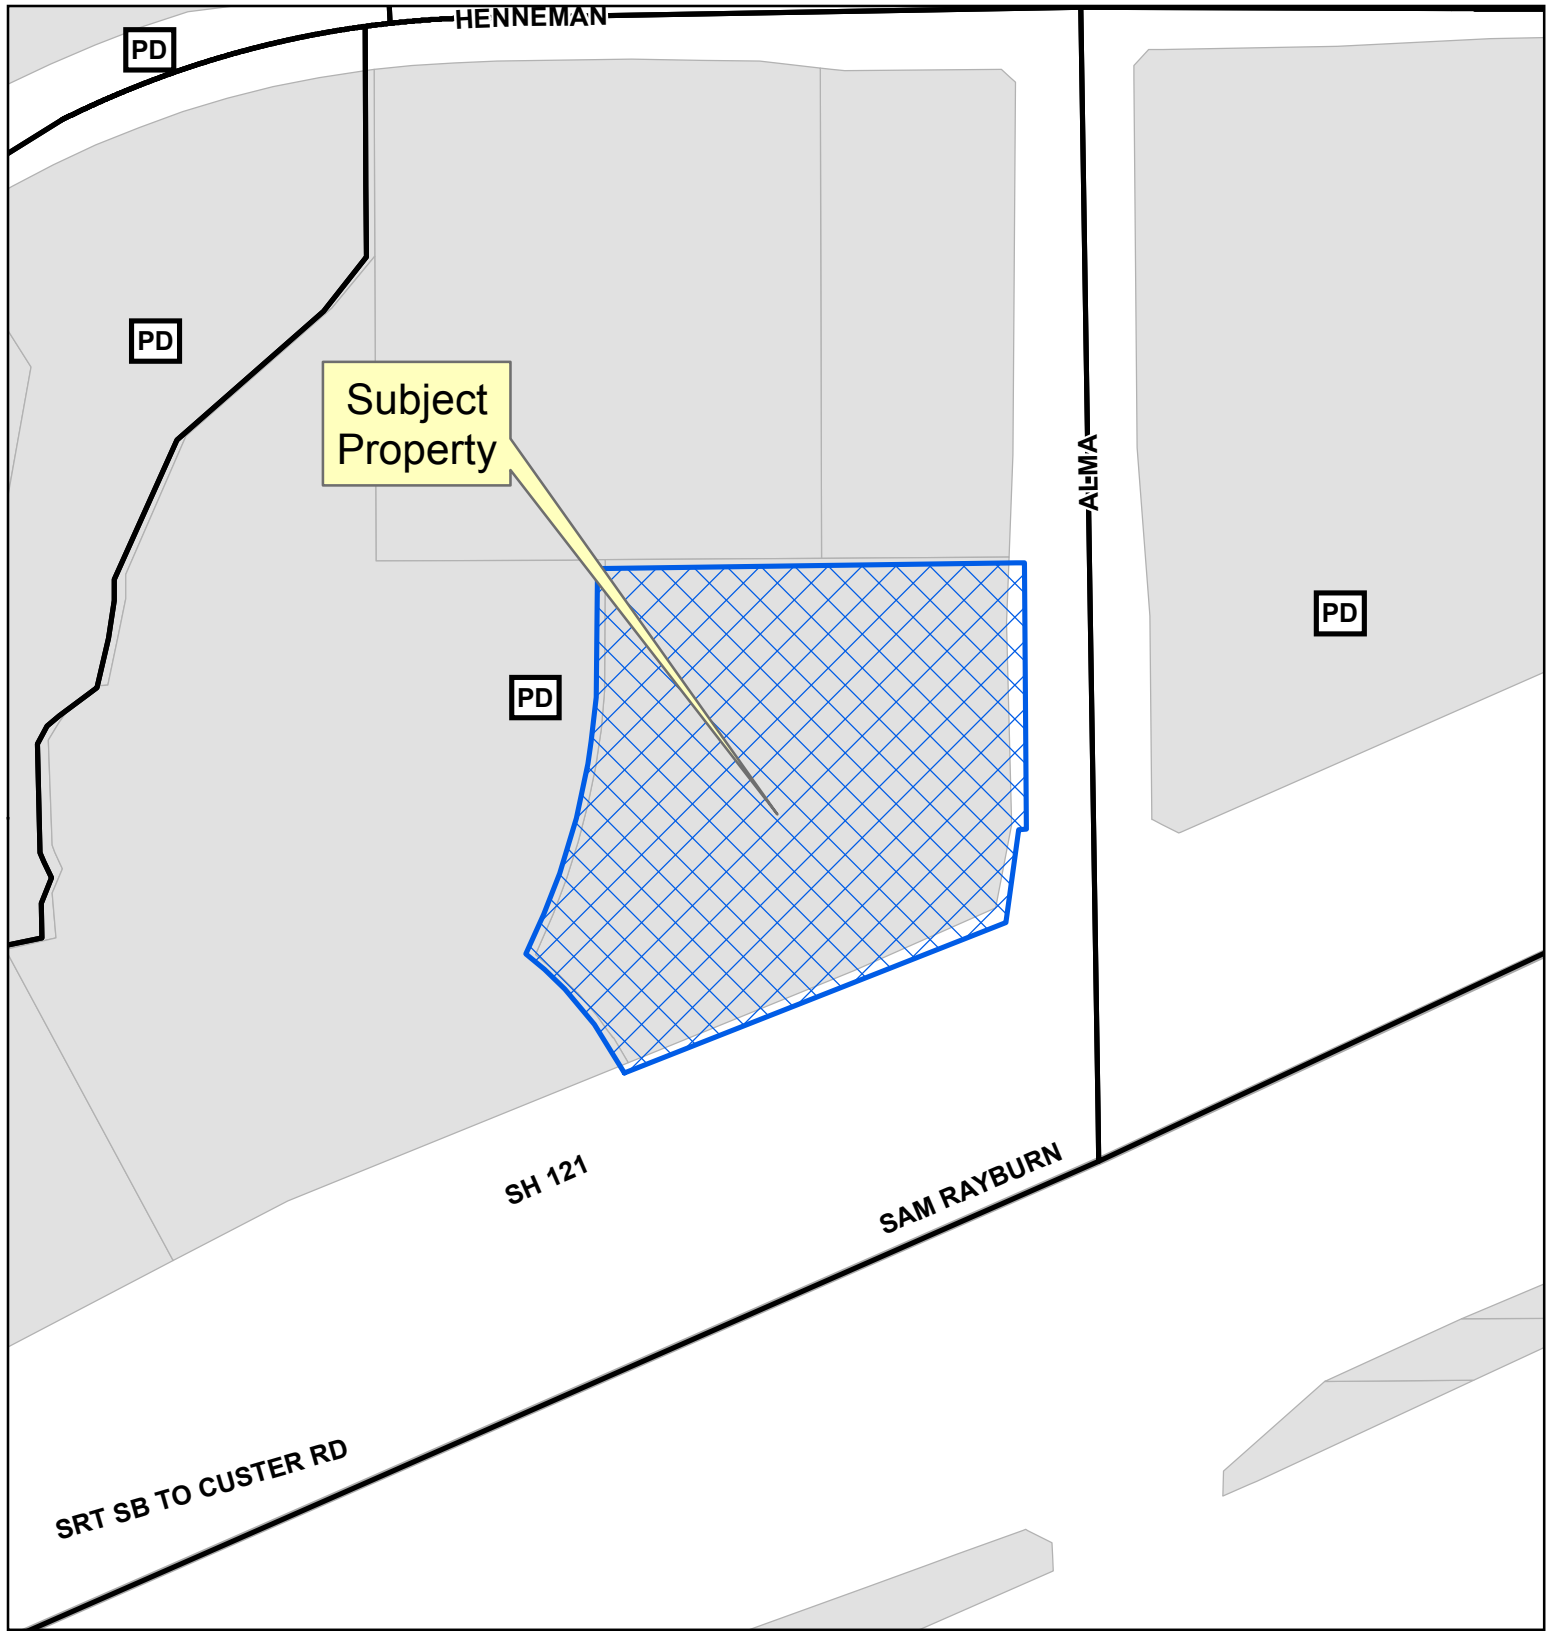 HENNEMAN
PD
PD
Subject
Property
ALMA
PD
PD
SH 121
SAM RAYBURN
SRT SB TO CUSTER RD